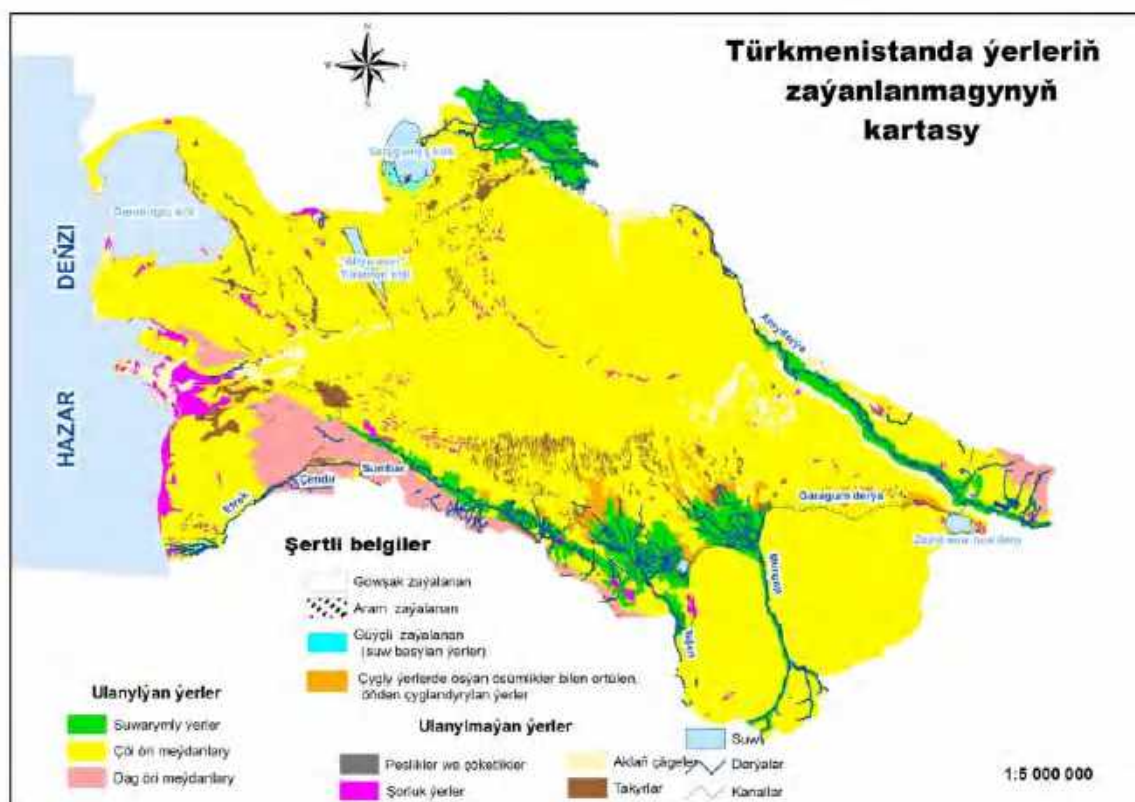 Türkmenistanda ýerleriň
zaýanlanmagynyň
kartasy
N
HAZAR DEŇZI
Türkmen köli
Amyderýa
Garagum derýa
Murgap
Tejen
Sumbar
Çendir
Etrek
Şertli belgiler
Gowşak zaýalanan
Aram zaýalanan
Güýçli zaýalanan
(suw basylan ýerler)
Çygly ýerlerde ösýän ösümlikler bilen örtülen,
öňden çyglandyrylan ýerler
Ulanylýan ýerler
Suwarymly ýerler
Çöl öri meýdanlary
Dag öri meýdanlary
Ulanylmaýan ýerler
Peslikler we çöketlikler
Şorluk ýerler
Aklaň çägeler
Takyrlar
Suw
Derýalar
Kanallar
1:5 000 000